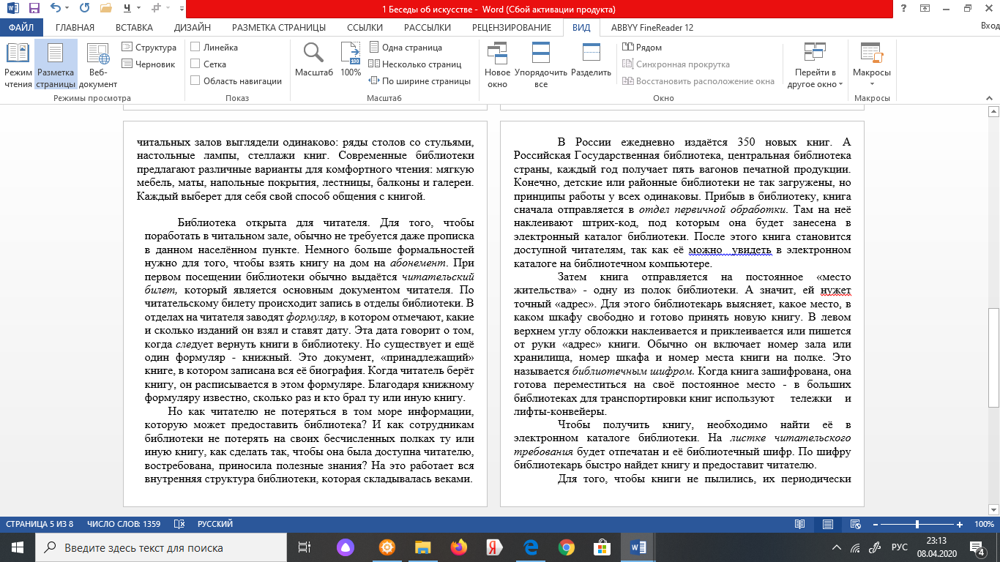 1 Беседы об искусстве - Word (Сбой активации продукта)
ФАЙЛ ГЛАВНАЯ ВСТАВКА ДИЗАЙН РАЗМЕТКА СТРАНИЦЫ ССЫЛКИ РАССЫЛКИ РЕЦЕНЗИРОВАНИЕ ВИД ABBYY FineReader 12 Вход
Режим чтения
Разметка страницы
Веб-документ
Структура
Черновик
Режимы просмотра
Линейка
Сетка
Область навигации
Показ
Масштаб
100%
Одна страница
Несколько страниц
По ширине страницы
Масштаб
Новое окно
Упорядочить все
Разделить
Рядом
Синхронная прокрутка
Восстановить расположение окна
Перейти в другое окно
Окно
Макросы
Макросы
читальных залов выглядели одинаково: ряды столов со стульями,
настольные лампы, стеллажи книг. Современные библиотеки
предлагают различные варианты для комфортного чтения: мягкую
мебель, маты, напольные покрытия, лестницы, балконы и галереи.
Каждый выберет для себя свой способ общения с книгой.
Библиотека открыта для читателя. Для того, чтобы
поработать в читальном зале, обычно не требуется даже прописка
в данном населённом пункте. Немного больше формальностей
нужно для того, чтобы взять книгу на дом на абонемент. При
первом посещении библиотеки обычно выдаётся читательский
билет, который является основным документом читателя. По
читательскому билету происходит запись в отделы библиотеки. В
отделах на читателя заводят формуляр, в котором отмечают, какие
и сколько изданий он взял и ставят дату. Эта дата говорит о том,
когда следует вернуть книги в библиотеку. Но существует и ещё
один формуляр - книжный. Это документ, «принадлежащий»
книге, в котором записана вся её биография. Когда читатель берёт
книгу, он расписывается в этом формуляре. Благодаря книжному
формуляру известно, сколько раз и кто брал ту или иную книгу.
Но как читателю не потеряться в том море информации,
которую может предоставить библиотека? И как сотрудникам
библиотеки не потерять на своих бесчисленных полках ту или
иную книгу, как сделать так, чтобы она была доступна читателю,
востребована, приносила полезные знания? На это работает вся
внутренняя структура библиотеки, которая складывалась веками.
В России ежедневно издаётся 350 новых книг. А
Российская Государственная библиотека, центральная библиотека
страны, каждый год получает пять вагонов печатной продукции.
Конечно, детские или районные библиотеки не так загружены, но
принципы работы у всех одинаковы. Прибыв в библиотеку, книга
сначала отправляется в отдел первичной обработки. Там на неё
наклеивают штрих-код, под которым она будет занесена в
электронный каталог библиотеки. После этого книга становится
доступной читателям, так как её можно увидеть в электронном
каталоге на библиотечном компьютере.
Затем книга отправляется на постоянное «место
жительства» - одну из полок библиотеки. А значит, ей нужет
точный «адрес». Для этого библиотекарь выясняет, какое место, в
каком шкафу свободно и готово принять новую книгу. В левом
верхнем углу обложки наклеивается и приклеивается или пишется
от руки «адрес» книги. Обычно он включает номер зала или
хранилища, номер шкафа и номер места книги на полке. Это
называется библиотечным шифром. Когда книга зашифрована, она
готова переместиться на своё постоянное место - в больших
библиотеках для транспортировки книг используют тележки и
лифты-конвейеры.
Чтобы получить книгу, необходимо найти её в
электронном каталоге библиотеки. На листке читательского
требования будет отпечатан и её библиотечный шифр. По шифру
библиотекарь быстро найдет книгу и предоставит читателю.
Для того, чтобы книги не пылились, их периодически
СТРАНИЦА 5 ИЗ 8 ЧИСЛО СЛОВ: 1359 РУССКИЙ 100%
Введите здесь текст для поиска
РУС
23:13
08.04.2020
4